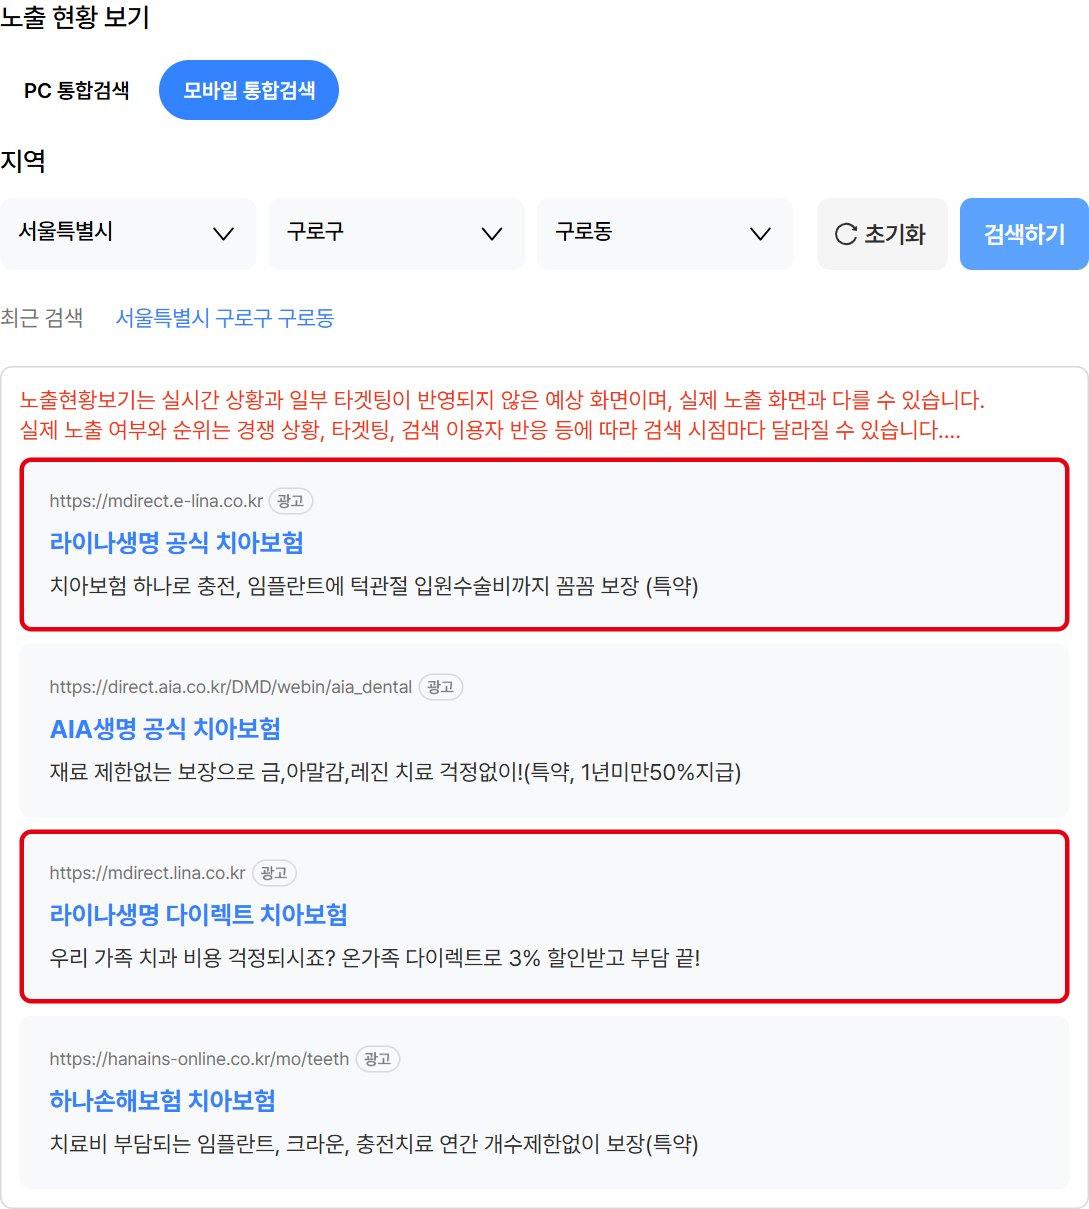 노출 현황 보기
PC 통합검색
모바일 통합검색
지역
서울특별시
구로구
구로동
초기화
검색하기
최근 검색
서울특별시 구로구 구로동
노출현황보기는 실시간 상황과 일부 타겟팅이 반영되지 않은 예상 화면이며, 실제 노출 화면과 다를 수 있습니다.
실제 노출 여부와 순위는 경쟁 상황, 타겟팅, 검색 이용자 반응 등에 따라 검색 시점마다 달라질 수 있습니다....
https://mdirect.e-lina.co.kr 광고
라이나생명 공식 치아보험
치아보험 하나로 충전, 임플란트에 턱관절 입원수술비까지 꼼꼼 보장 (특약)
https://direct.aia.co.kr/DMD/webin/aia_dental 광고
AIA생명 공식 치아보험
재료 제한없는 보장으로 금,아말감,레진 치료 걱정없이!(특약, 1년미만50%지급)
https://mdirect.lina.co.kr 광고
라이나생명 다이렉트 치아보험
우리 가족 치과 비용 걱정되시죠? 온가족 다이렉트로 3% 할인받고 부담 끝!
https://hanains-online.co.kr/mo/teeth 광고
하나손해보험 치아보험
치료비 부담되는 임플란트, 크라운, 충전치료 연간 개수제한없이 보장(특약)